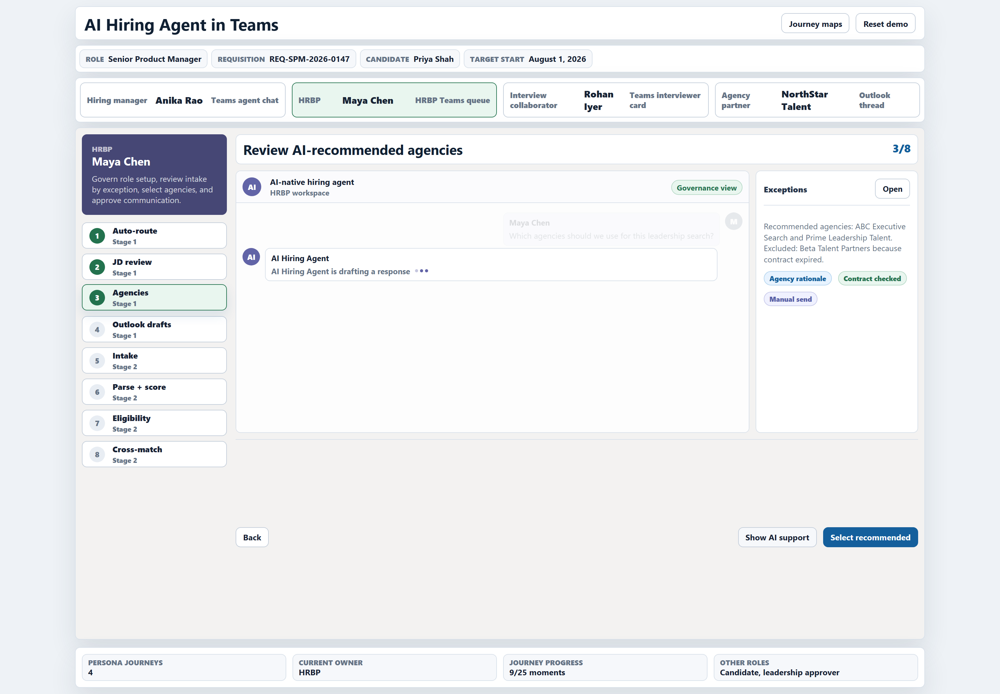 AI Hiring Agent in Teams
Journey maps
Reset demo
ROLE Senior Product Manager
REQUISITION REQ-SPM-2026-0147
CANDIDATE Priya Shah
TARGET START August 1, 2026
Hiring manager
Anika Rao
Teams agent chat
HRBP
Maya Chen
HRBP Teams queue
Interview
collaborator
Rohan
Iyer
Teams interviewer
card
Agency
partner
NorthStar
Talent
Outlook
thread
HRBP
Maya Chen
Govern role setup, review intake
by exception, select agencies, and
approve communication.
1
Auto-route
Stage 1
2
JD review
Stage 1
3
Agencies
Stage 1
4
Outlook drafts
Stage 1
5
Intake
Stage 2
6
Parse + score
Stage 2
7
Eligibility
Stage 2
8
Cross-match
Stage 2
Review AI-recommended agencies
3/8
AI
AI-native hiring agent
HRBP workspace
Governance view
Maya Chen
Which agencies should we use for this leadership search?
M
AI
AI Hiring Agent
AI Hiring Agent is drafting a response
Exceptions
Open
Recommended agencies: ABC Executive
Search and Prime Leadership Talent.
Excluded: Beta Talent Partners because
contract expired.
Agency rationale
Contract checked
Manual send
Back
Show AI support
Select recommended
PERSONA JOURNEYS
4
CURRENT OWNER
HRBP
JOURNEY PROGRESS
9/25 moments
OTHER ROLES
Candidate, leadership approver